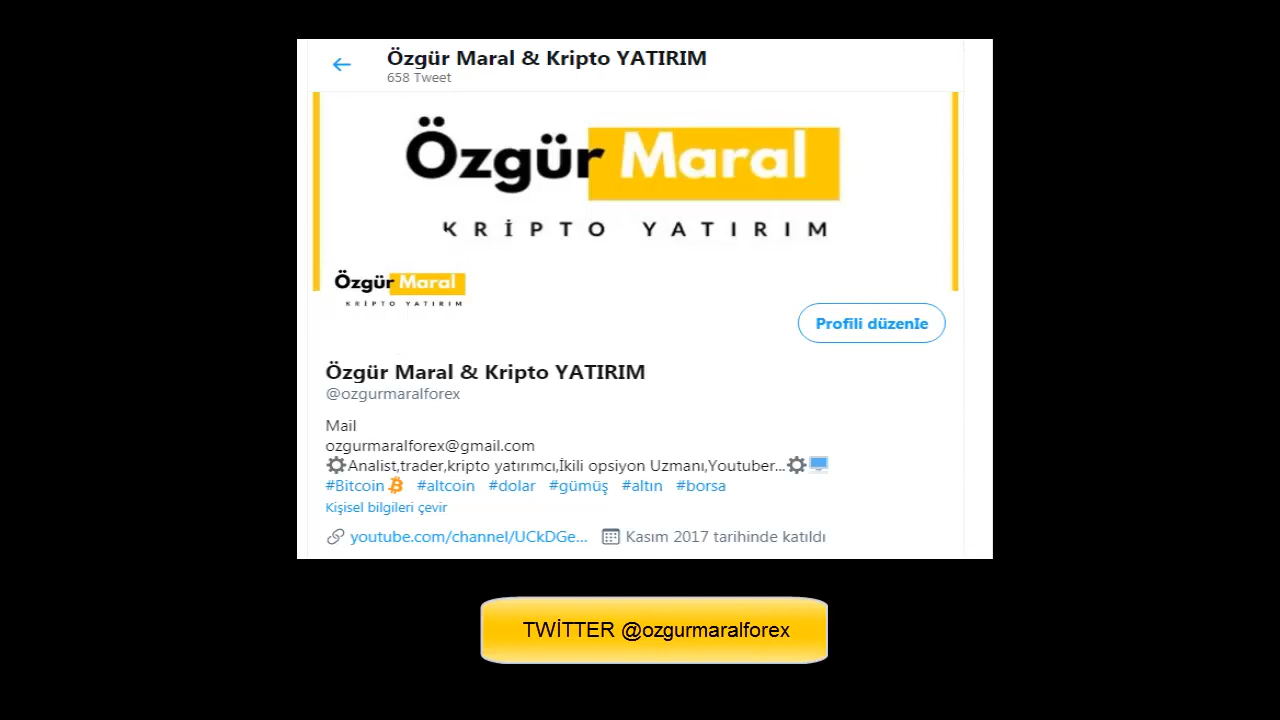 Özgür Maral & Kripto YATIRIM
658 Tweet
Özgür Maral
KRİPTO YATIRIM
Özgür Maral
KRİPTO YATIRIM
Profili düzenle
Özgür Maral & Kripto YATIRIM
@ozgurmaralforex
Mail
ozgurmaralforex@gmail.com
Analist,trader,kripto yatırımcı,İkili opsiyon Uzmanı,Youtuber...
#Bitcoin #altcoin #dolar #gümüş #altın #borsa
Kişisel bilgileri çevir
youtube.com/channel/UCkDGe... Kasım 2017 tarihinde katıldı
TWİTTER @ozgurmaralforex